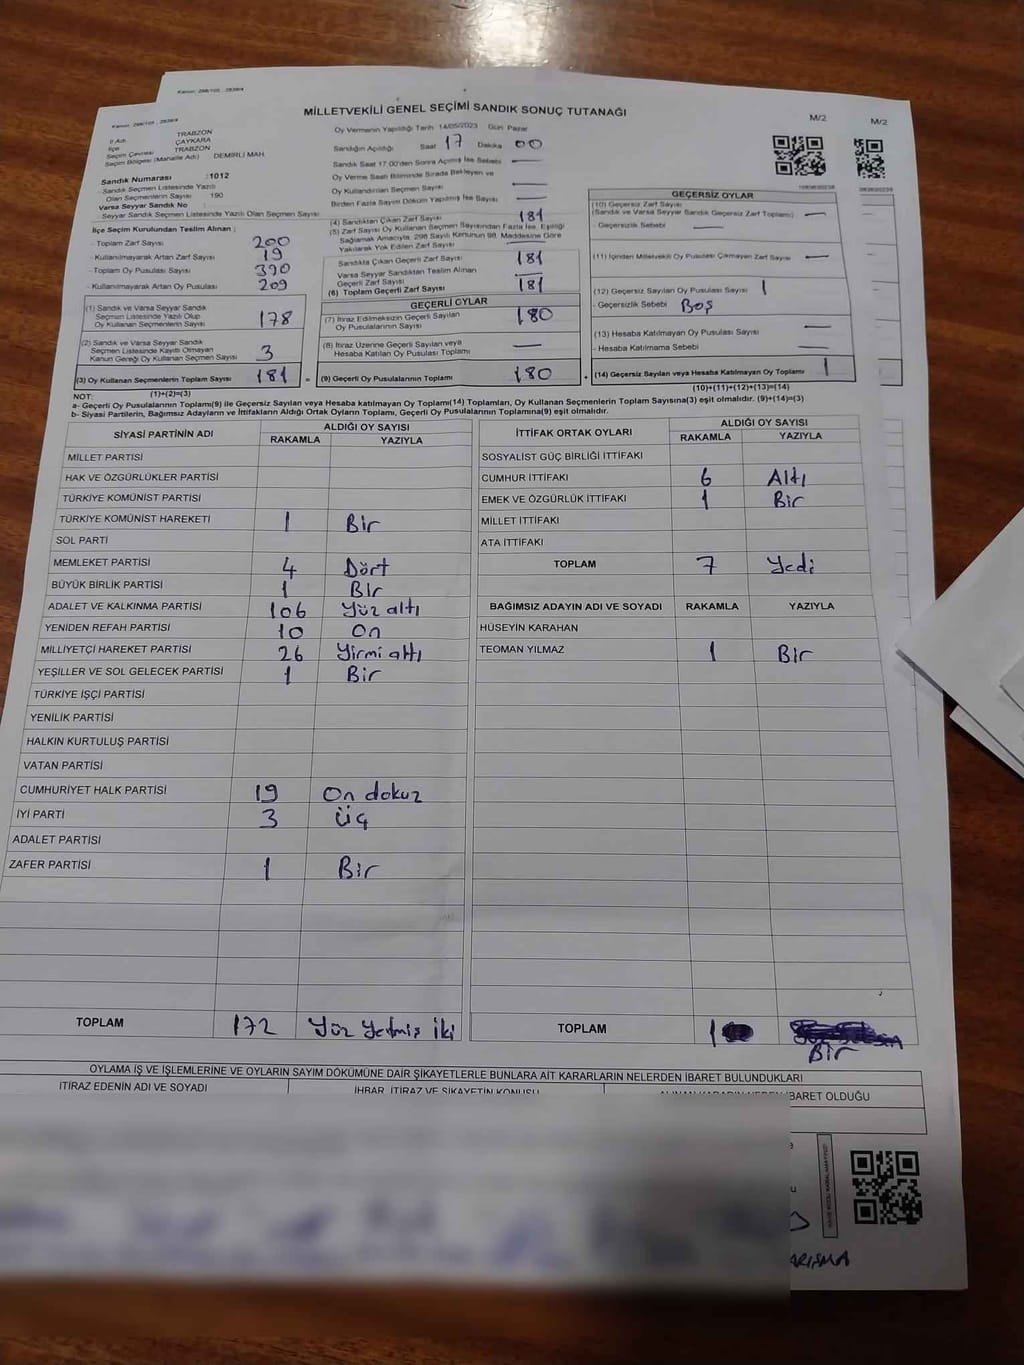 Kanun: 298/105 , 2839/4
Kanun: 298/105 , 2839/4
MİLLETVEKİLİ GENEL SEÇİMİ SANDIK SONUÇ TUTANAĞI
M/2
M/2
İl Adı TRABZON
İlçe ÇAYKARA
Seçim Çevresi TRABZON
Seçim Bölgesi (Mahalle Adı) DEMİRLİ MAH.
Sandık Numarası :1012
- Sandık Seçmen Listesinde Yazılı
Olan Seçmenlerin Sayısı 190
Varsa Seyyar Sandık No :
- Seyyar Sandık Seçmen Listesinde Yazılı Olan Seçmen Sayısı
İlçe Seçim Kurulundan Teslim Alınan :
- Toplam Zarf Sayısı 200
- Kullanılmayarak Artan Zarf Sayısı 19
- Toplam Oy Pusulası Sayısı 390
- Kullanılmayarak Artan Oy Pusulası 209
(1) Sandık ve Varsa Seyyar Sandık
Seçmen Listesinde Yazılı Olup
Oy Kullanan Seçmenlerin Sayısı 178
(2) Sandık ve Varsa Seyyar Sandık
Seçmen Listesinde Kayıtlı Olmayan
Kanun Gereği Oy Kullanan Seçmen Sayısı 3
(3) Oy Kullanan Seçmenlerin Toplam Sayısı 181
(1)+(2)=(3)
Oy Vermenin Yapıldığı Tarih 14/05/2023 Gün Pazar
Sandığın Açıldığı Saat 17 Dakika 00
Sandık Saat 17:00'den Sonra Açılmış İse Sebebi —
Oy Verme Saati Bitiminde Sırada Bekleyen ve
Oy Kullandırılan Seçmen Sayısı —
Birden Fazla Sayım Döküm Yapılmış İse Sayısı —
(4) Sandıktan Çıkan Zarf Sayısı 181
(5) Zarf Sayısı Oy Kullanan Seçmen Sayısından Fazla İse, Eşitliği
Sağlamak Amacıyla, 298 Sayılı Kanunun 98. Maddesine Göre
Yakılarak Yok Edilen Zarf Sayısı —
Sandıkta Çıkan Geçerli Zarf Sayısı 181
Varsa Seyyar Sandıktan Teslim Alınan
Geçerli Zarf Sayısı —
(6) Toplam Geçerli Zarf Sayısı 181
GEÇERLİ OYLAR
(7) İtiraz Edilmeksizin Geçerli Sayılan
Oy Pusulalarının Sayısı 180
(8) İtiraz Üzerine Geçerli Sayılan veya
Hesaba Katılan Oy Pusulası Toplamı —
(9) Geçerli Oy Pusulalarının Toplamı 180
GEÇERSİZ OYLAR
(10) Geçersiz Zarf Sayısı
(Sandık ve Varsa Seyyar Sandık Geçersiz Zarf Toplamı) —
- Geçersizlik Sebebi —
(11) İçinden Milletvekili Oy Pusulası Çıkmayan Zarf Sayısı —
(12) Geçersiz Sayılan Oy Pusulası Sayısı 1
- Geçersizlik Sebebi Boş
(13) Hesaba Katılmayan Oy Pusulası Sayısı —
- Hesaba Katılmama Sebebi —
(14) Geçersiz Sayılan veya Hesaba Katılmayan Oy Toplamı 1
(10)+(11)+(12)+(13)=(14)
NOT:
a- Geçerli Oy Pusulalarının Toplamı(9) ile Geçersiz Sayılan veya Hesaba Katılmayan Oy Toplamı(14) Toplamları, Oy Kullanan Seçmenlerin Toplam Sayısına(3) eşit olmalıdır. (9)+(14)=(3)
b- Siyasi Partilerin, Bağımsız Adayların ve İttifakların Aldığı Ortak Oyların Toplamı, Geçerli Oy Pusulalarının Toplamına(9) eşit olmalıdır.
SİYASİ PARTİNİN ADI ALDIĞI OY SAYISI
RAKAMLA YAZIYLA
MİLLET PARTİSİ
HAK VE ÖZGÜRLÜKLER PARTİSİ
TÜRKİYE KOMÜNİST PARTİSİ
TÜRKİYE KOMÜNİST HAREKETİ 1 Bir
SOL PARTİ
MEMLEKET PARTİSİ 4 Dört
BÜYÜK BİRLİK PARTİSİ 1 Bir
ADALET VE KALKINMA PARTİSİ 106 Yüz altı
YENİDEN REFAH PARTİSİ 10 On
MİLLİYETÇİ HAREKET PARTİSİ 26 Yirmi altı
YEŞİLLER VE SOL GELECEK PARTİSİ 1 Bir
TÜRKİYE İŞÇİ PARTİSİ
YENİLİK PARTİSİ
HALKIN KURTULUŞ PARTİSİ
VATAN PARTİSİ
CUMHURİYET HALK PARTİSİ 19 On dokuz
İYİ PARTİ 3 Üç
ADALET PARTİSİ
ZAFER PARTİSİ 1 Bir
TOPLAM 172 Yüz Yetmiş iki
İTTİFAK ORTAK OYLARI ALDIĞI OY SAYISI
RAKAMLA YAZIYLA
SOSYALİST GÜÇ BİRLİĞİ İTTİFAKI
CUMHUR İTTİFAKI 6 Altı
EMEK VE ÖZGÜRLÜK İTTİFAKI 1 Bir
MİLLET İTTİFAKI
ATA İTTİFAKI
TOPLAM 7 Yedi
BAĞIMSIZ ADAYIN ADI VE SOYADI RAKAMLA YAZIYLA
HÜSEYİN KARAHAN
TEOMAN YILMAZ 1 Bir
TOPLAM 1
Bir
OYLAMA İŞ VE İŞLEMLERİNE VE OYLARIN SAYIM DÖKÜMÜNE DAİR ŞİKAYETLERLE BUNLARA AİT KARARLARIN NELERDEN İBARET BULUNDUKLARI
İTİRAZ EDENİN ADI VE SOYADI İHBAR, İTİRAZ VE ŞİKAYETİN KONUSU ALINAN KARARIN NEDEN İBARET OLDUĞU